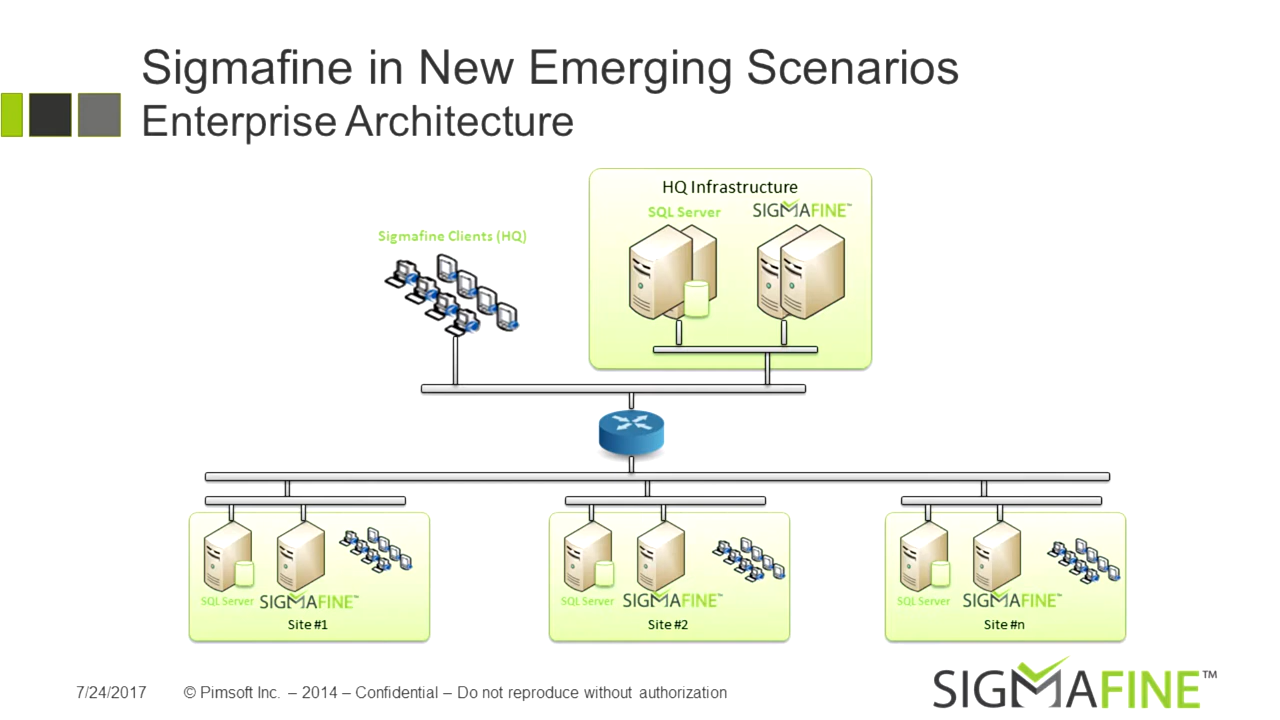 Sigmafine in New Emerging Scenarios
Enterprise Architecture
HQ Infrastructure
SQL Server
SIGMAFINE™
Sigmafine Clients (HQ)
SQL Server
SIGMAFINE™
Site #1
SQL Server
SIGMAFINE™
Site #2
SQL Server
SIGMAFINE™
Site #n
7/24/2017
© Pimsoft Inc. – 2014 – Confidential – Do not reproduce without authorization
SIGMAFINE™